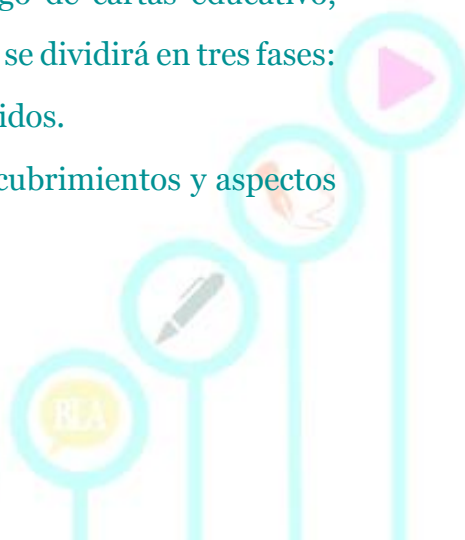 go de cartas educativo,
se dividirá en tres fases:
idos.
cubrimientos y aspectos
BLA